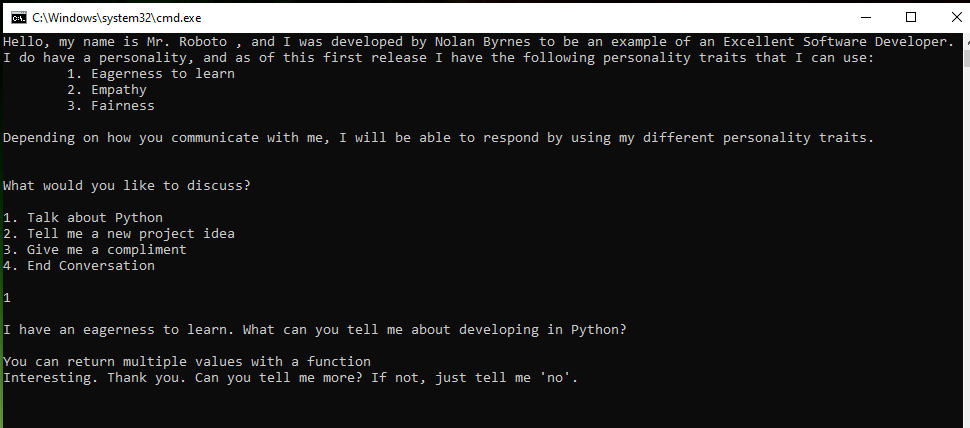 C:\Windows\system32\cmd.exe
Hello, my name is Mr. Roboto , and I was developed by Nolan Byrnes to be an example of an Excellent Software Developer.
I do have a personality, and as of this first release I have the following personality traits that I can use:
1. Eagerness to learn
2. Empathy
3. Fairness
Depending on how you communicate with me, I will be able to respond by using my different personality traits.
What would you like to discuss?
1. Talk about Python
2. Tell me a new project idea
3. Give me a compliment
4. End Conversation
1
I have an eagerness to learn. What can you tell me about developing in Python?
You can return multiple values with a function
Interesting. Thank you. Can you tell me more? If not, just tell me 'no'.